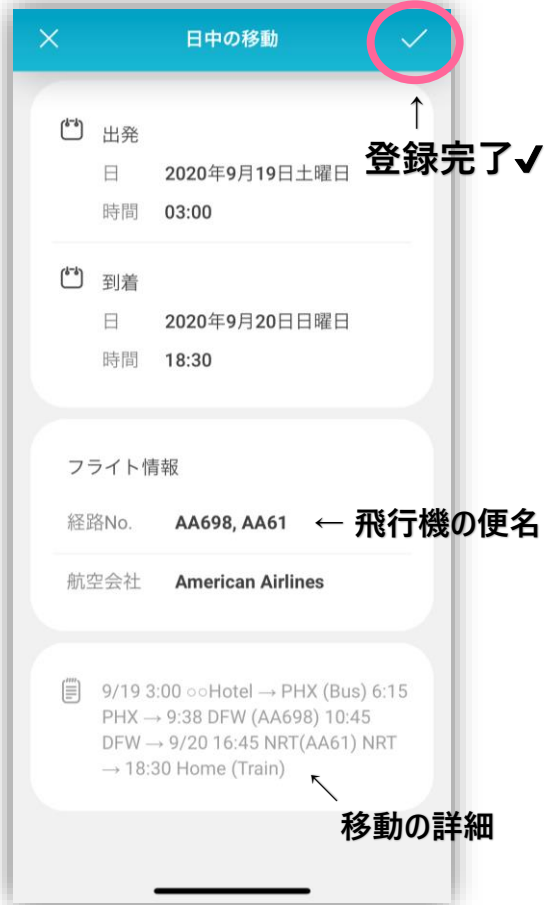 日中の移動
↑
登録完了✔
出発
日 2020年9月19日土曜日
時間 03:00
到着
日 2020年9月20日日曜日
時間 18:30
フライト情報
経路No. AA698, AA61 ← 飛行機の便名
航空会社 American Airlines
9/19 3:00 ○○Hotel → PHX (Bus) 6:15
PHX → 9:38 DFW (AA698) 10:45
DFW → 9/20 16:45 NRT(AA61) NRT
→ 18:30 Home (Train)
↖
移動の詳細